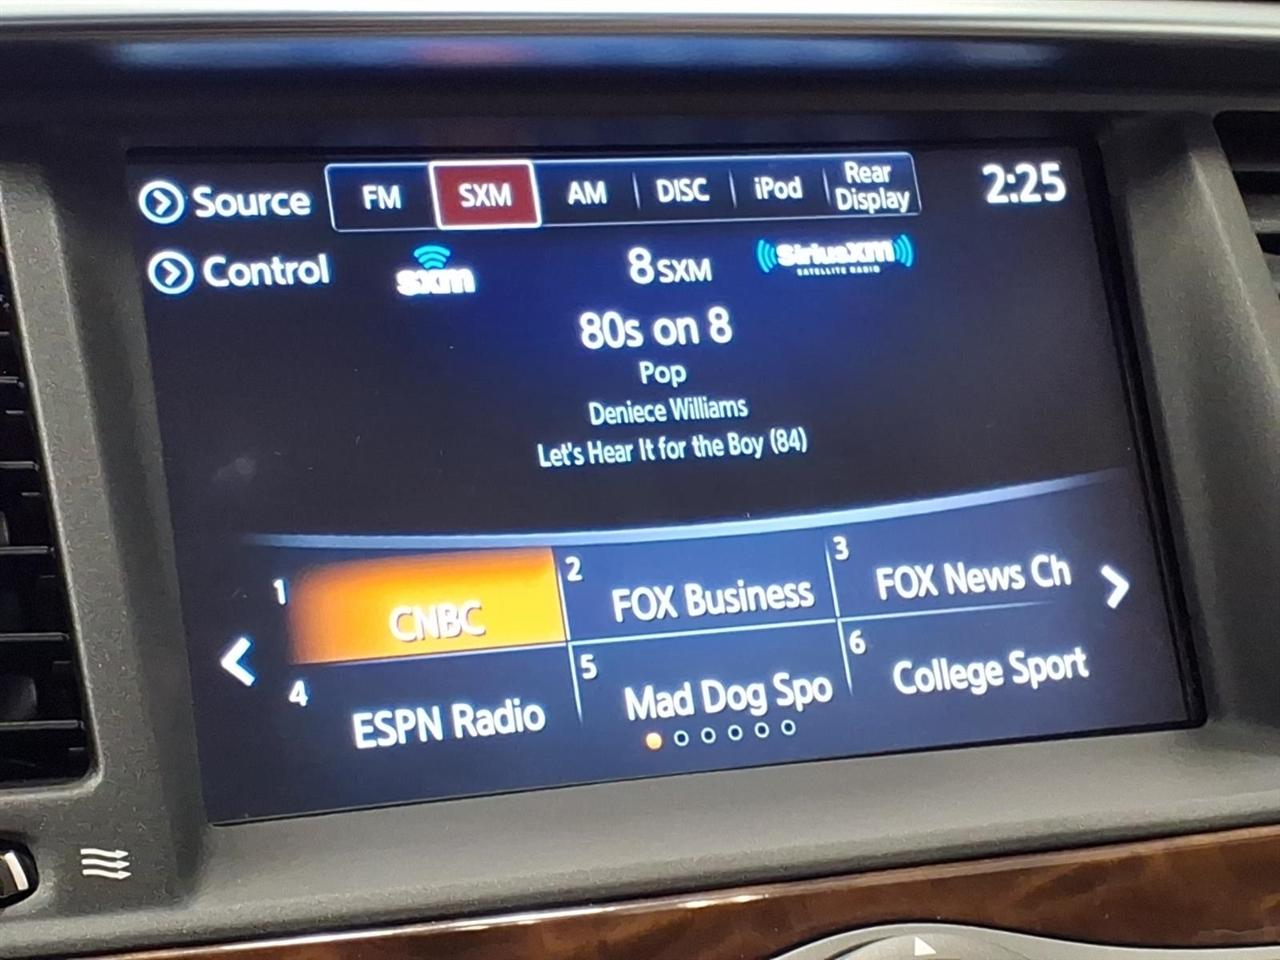 Source FM SXM AM DISC iPod Rear Display 2:25
Control sxm 8 SXM SiriusXM
SATELLITE RADIO
80s on 8
Pop
Deniece Williams
Let's Hear It for the Boy (84)
1 CNBC 2 FOX Business 3 FOX News Ch
4 ESPN Radio 5 Mad Dog Spo 6 College Sport